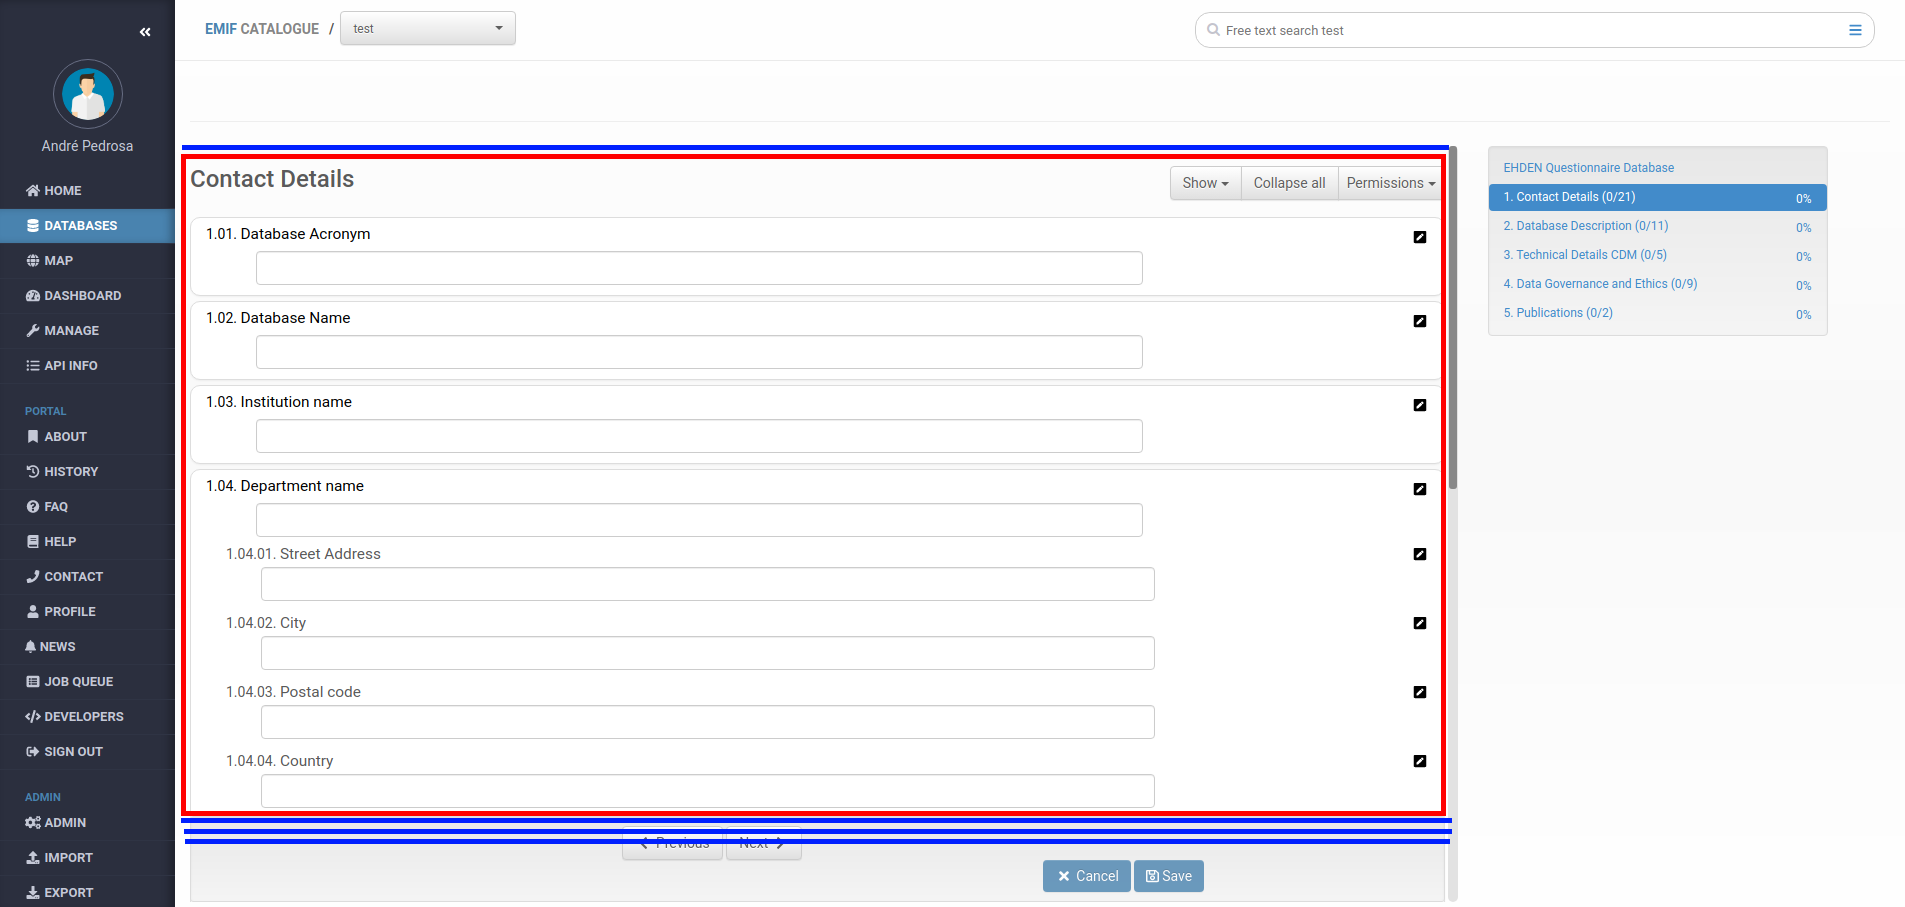 EMIF CATALOGUE / test
Free text search test
André Pedrosa
HOME
DATABASES
MAP
DASHBOARD
MANAGE
API INFO
PORTAL
ABOUT
HISTORY
FAQ
HELP
CONTACT
PROFILE
NEWS
JOB QUEUE
DEVELOPERS
SIGN OUT
ADMIN
ADMIN
IMPORT
EXPORT
Contact Details
Show
Collapse all
Permissions
1.01. Database Acronym
1.02. Database Name
1.03. Institution name
1.04. Department name
1.04.01. Street Address
1.04.02. City
1.04.03. Postal code
1.04.04. Country
Previous
Next
Cancel
Save
EHDEN Questionnaire Database
1. Contact Details (0/21) 0%
2. Database Description (0/11) 0%
3. Technical Details CDM (0/5) 0%
4. Data Governance and Ethics (0/9) 0%
5. Publications (0/2) 0%